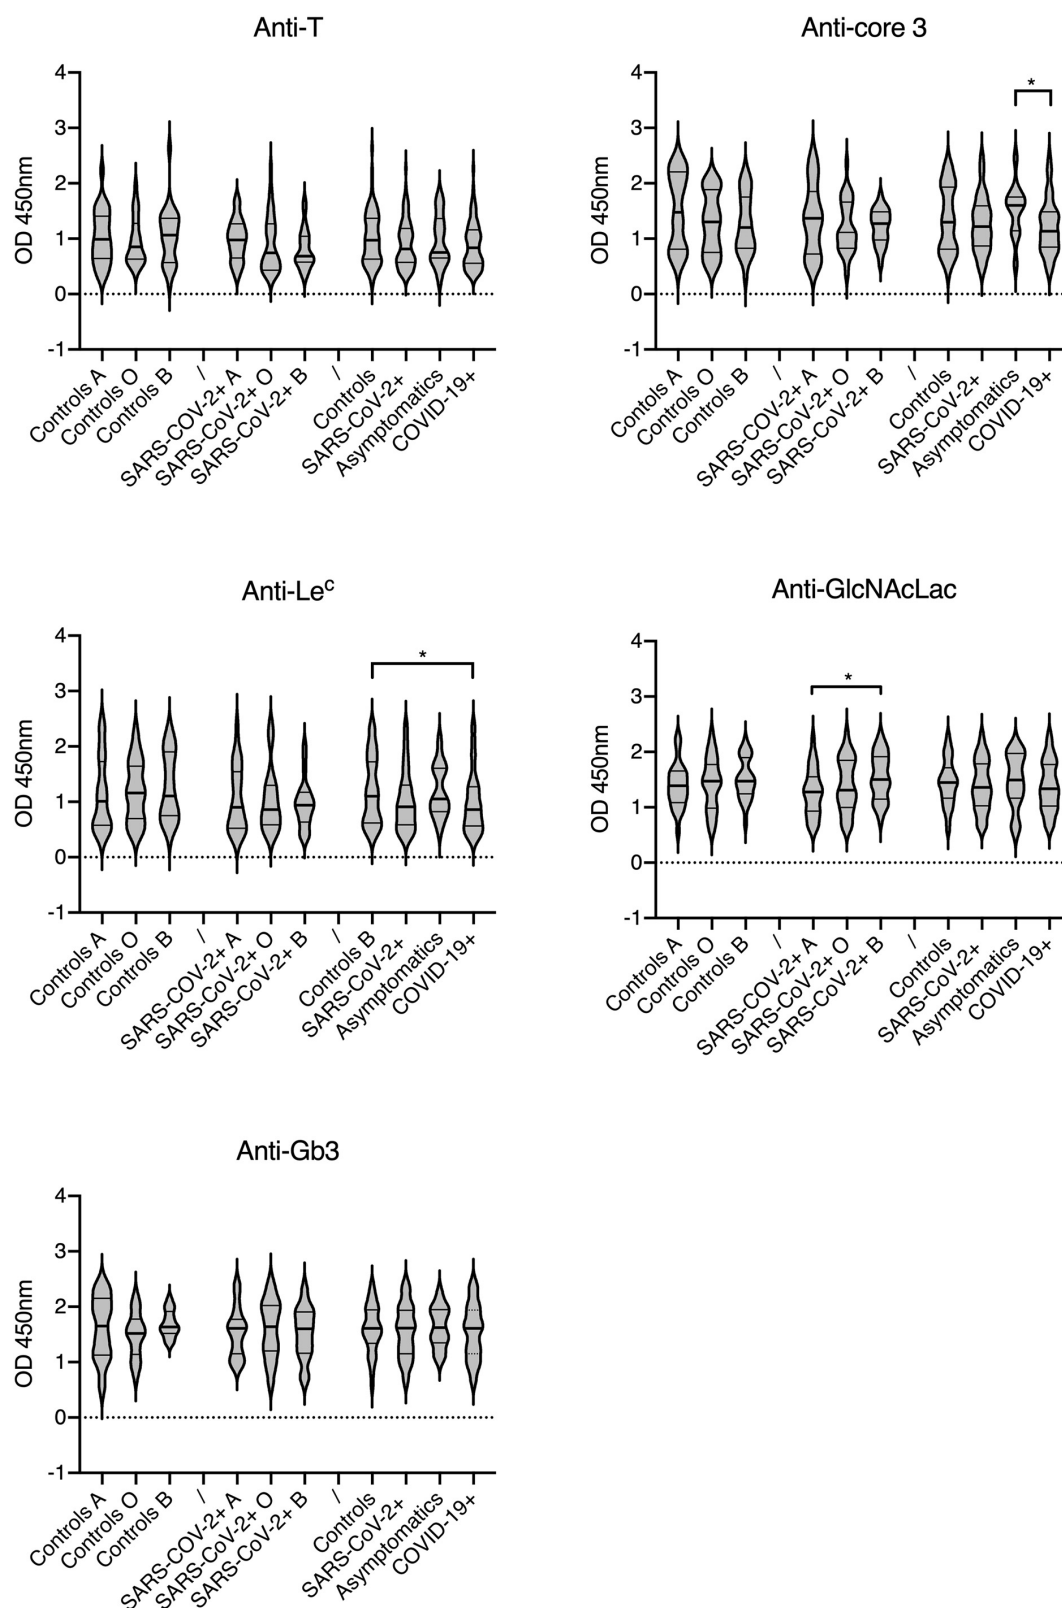 Anti-T
4
3
2
1
0
-1
OD 450nm
Controls A
Controls O
Controls B
/
SARS-COV-2+ A
SARS-CoV-2+ O
SARS-CoV-2+ B
/
Controls
SARS-CoV-2+
Asymptomatics
COVID-19+
Anti-core 3
*
4
3
2
1
0
-1
OD 450nm
Controls A
Controls O
Controls B
/
SARS-COV-2+ A
SARS-CoV-2+ O
SARS-CoV-2+ B
/
Controls
SARS-CoV-2+
Asymptomatics
COVID-19+
Anti-Leᶜ
*
4
3
2
1
0
-1
OD 450nm
Controls A
Controls O
Controls B
/
SARS-COV-2+ A
SARS-CoV-2+ O
SARS-CoV-2+ B
/
Controls B
SARS-CoV-2+
Asymptomatics
COVID-19+
Anti-GlcNAcLac
*
4
3
2
1
0
-1
OD 450nm
Controls A
Controls O
Controls B
/
SARS-COV-2+ A
SARS-CoV-2+ O
SARS-CoV-2+ B
/
Controls
SARS-CoV-2+
Asymptomatics
COVID-19+
Anti-Gb3
4
3
2
1
0
-1
OD 450nm
Controls A
Controls O
Controls B
/
SARS-COV-2+ A
SARS-CoV-2+ O
SARS-CoV-2+ B
/
Controls
SARS-CoV-2+
Asymptomatics
COVID-19+